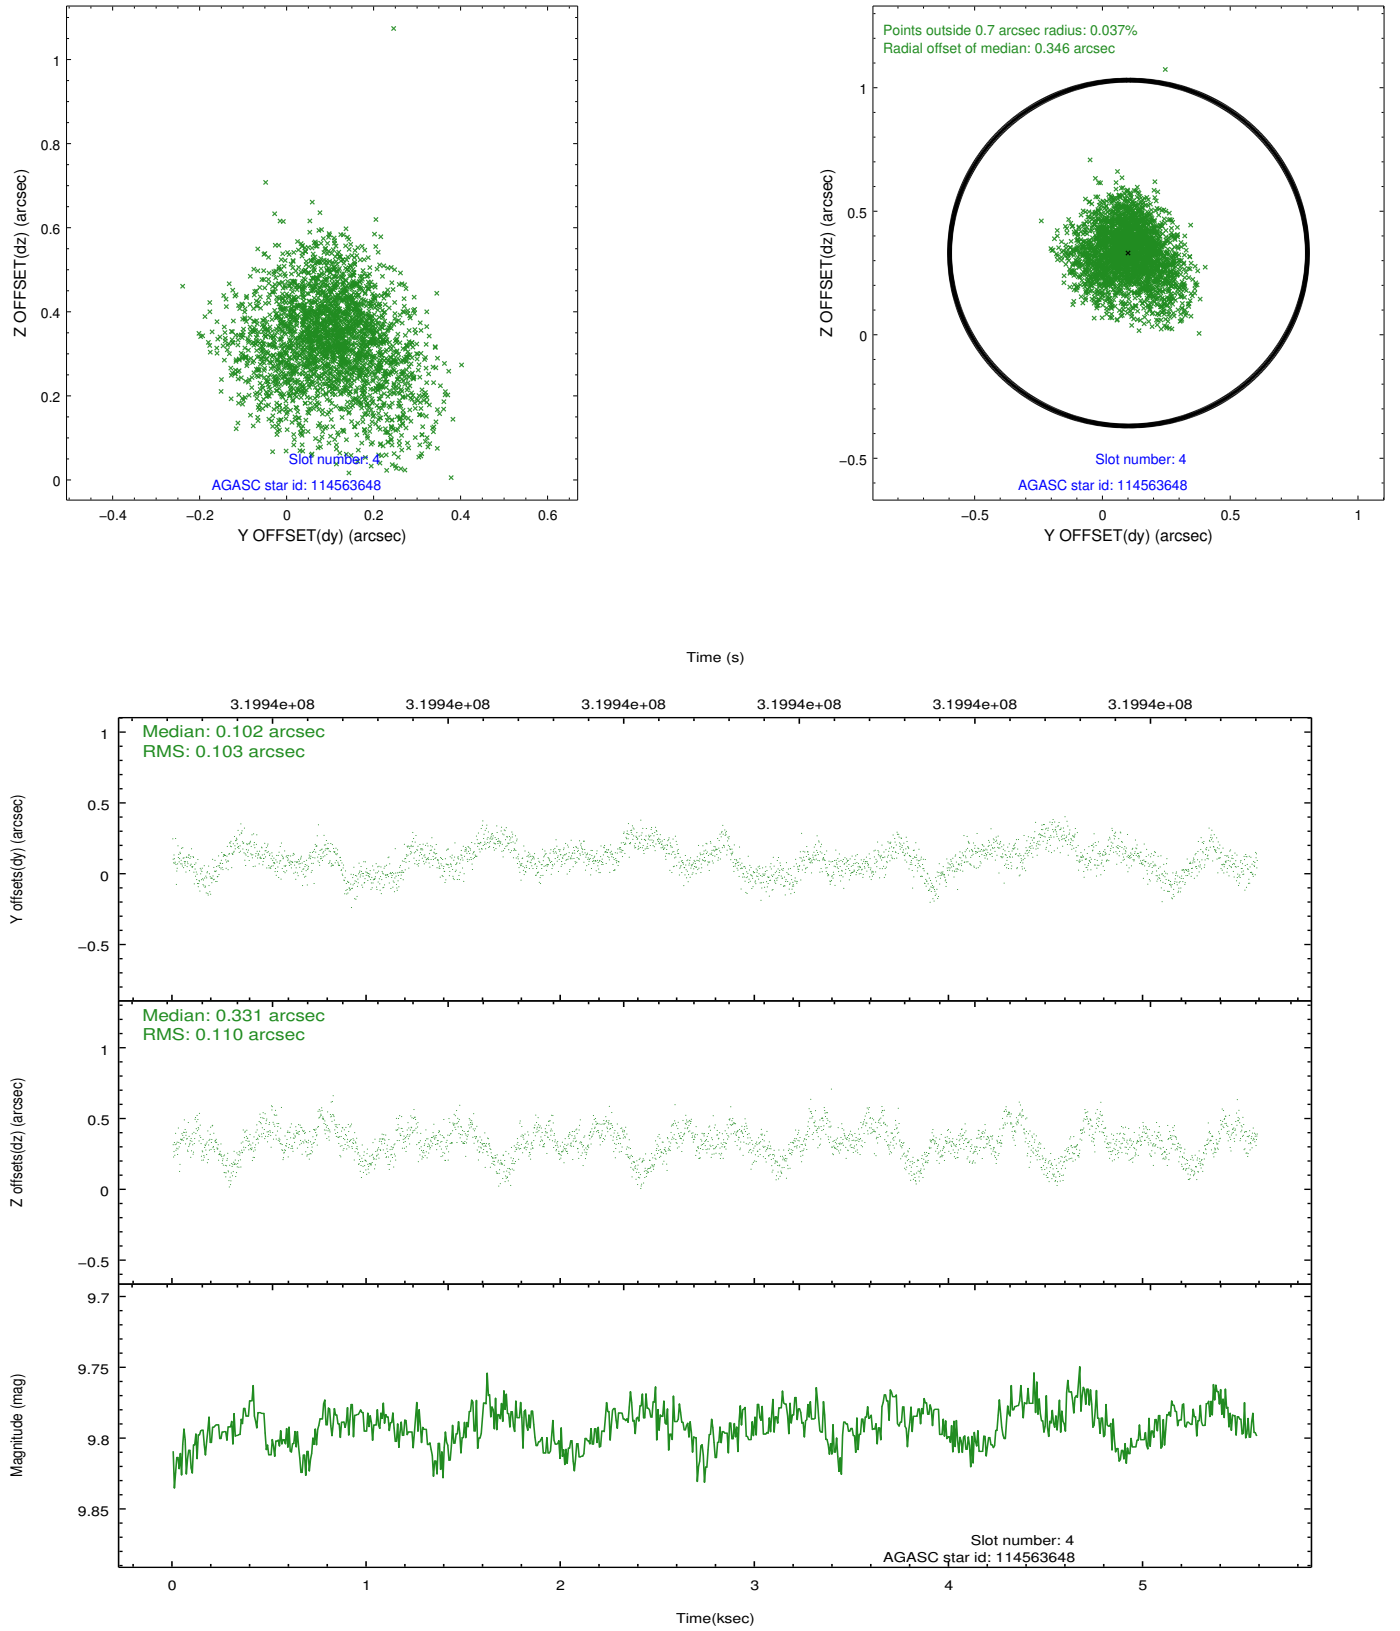 1
0.8
0.6
0.4
0.2
0
Z OFFSET(dz) (arcsec)
Slot number: 4
AGASC star id: 114563648
−0.4 −0.2 0 0.2 0.4 0.6
Y OFFSET(dy) (arcsec)
Points outside 0.7 arcsec radius: 0.037%
Radial offset of median: 0.346 arcsec
1
0.5
0
−0.5
Z OFFSET(dz) (arcsec)
Slot number: 4
AGASC star id: 114563648
−0.5 0 0.5 1
Y OFFSET(dy) (arcsec)
Time (s)
3.1994e+08 3.1994e+08 3.1994e+08 3.1994e+08 3.1994e+08 3.1994e+08
Median: 0.102 arcsec
RMS: 0.103 arcsec
1
0.5
0
−0.5
Y offsets(dy) (arcsec)
Median: 0.331 arcsec
RMS: 0.110 arcsec
1
0.5
0
−0.5
Z offsets(dz) (arcsec)
9.7
9.75
9.8
9.85
Magnitude (mag)
Slot number: 4
AGASC star id: 114563648
0 1 2 3 4 5
Time(ksec)